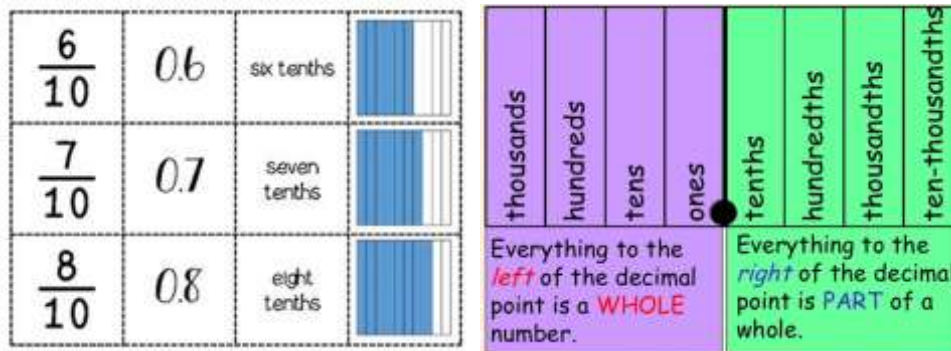 6
10
0.6
six tenths
7
10
0.7
seven
tenths
8
10
0.8
eight
tenths
thousands
hundreds
tens
ones
tenths
hundredths
thousandths
ten-thousandths
Everything to the
left of the decimal
point is a WHOLE
number.
Everything to the
right of the decima
point is PART of a
whole.